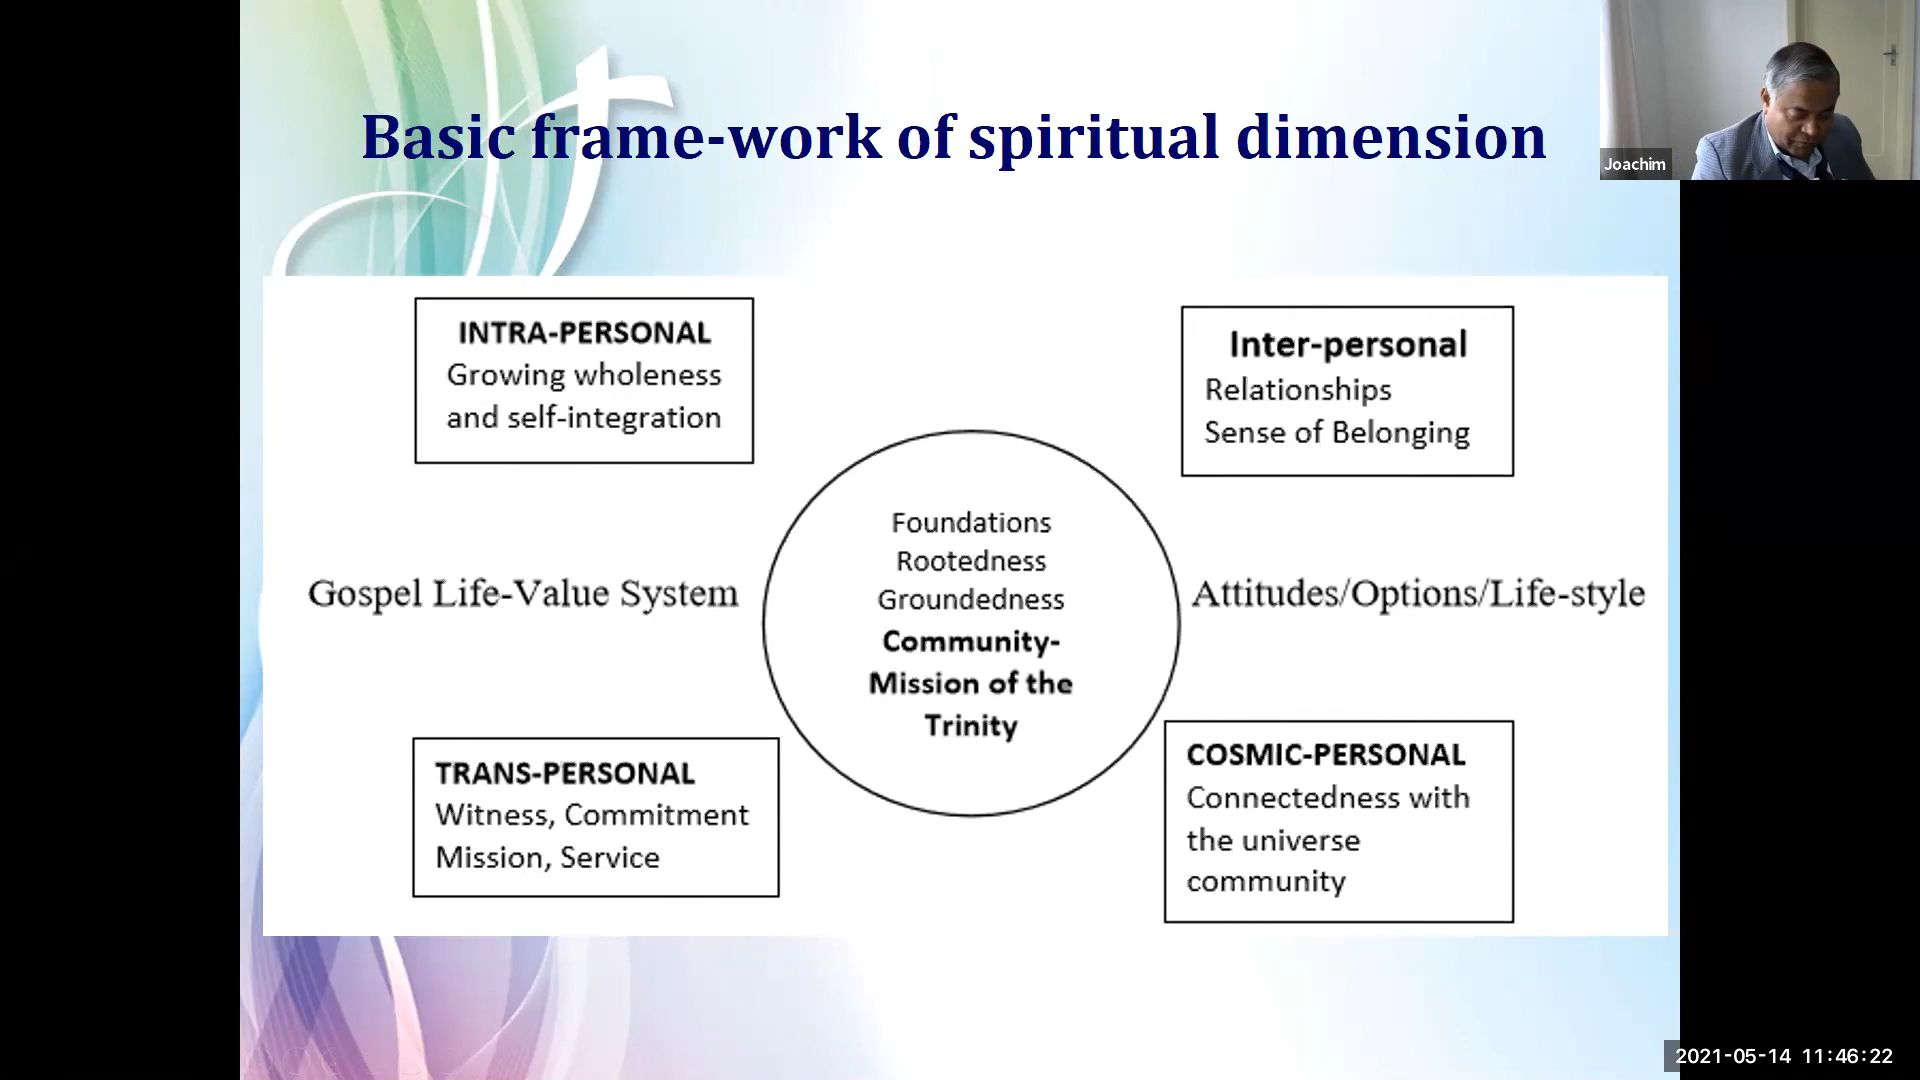 Basic frame-work of spiritual dimension
Joachim
INTRA-PERSONAL
Growing wholeness
and self-integration
Inter-personal
Relationships
Sense of Belonging
Gospel Life-Value System
Foundations
Rootedness
Groundedness
Community-
Mission of the
Trinity
Attitudes/Options/Life-style
TRANS-PERSONAL
Witness, Commitment
Mission, Service
COSMIC-PERSONAL
Connectedness with
the universe
community
2021-05-14 11:46:22